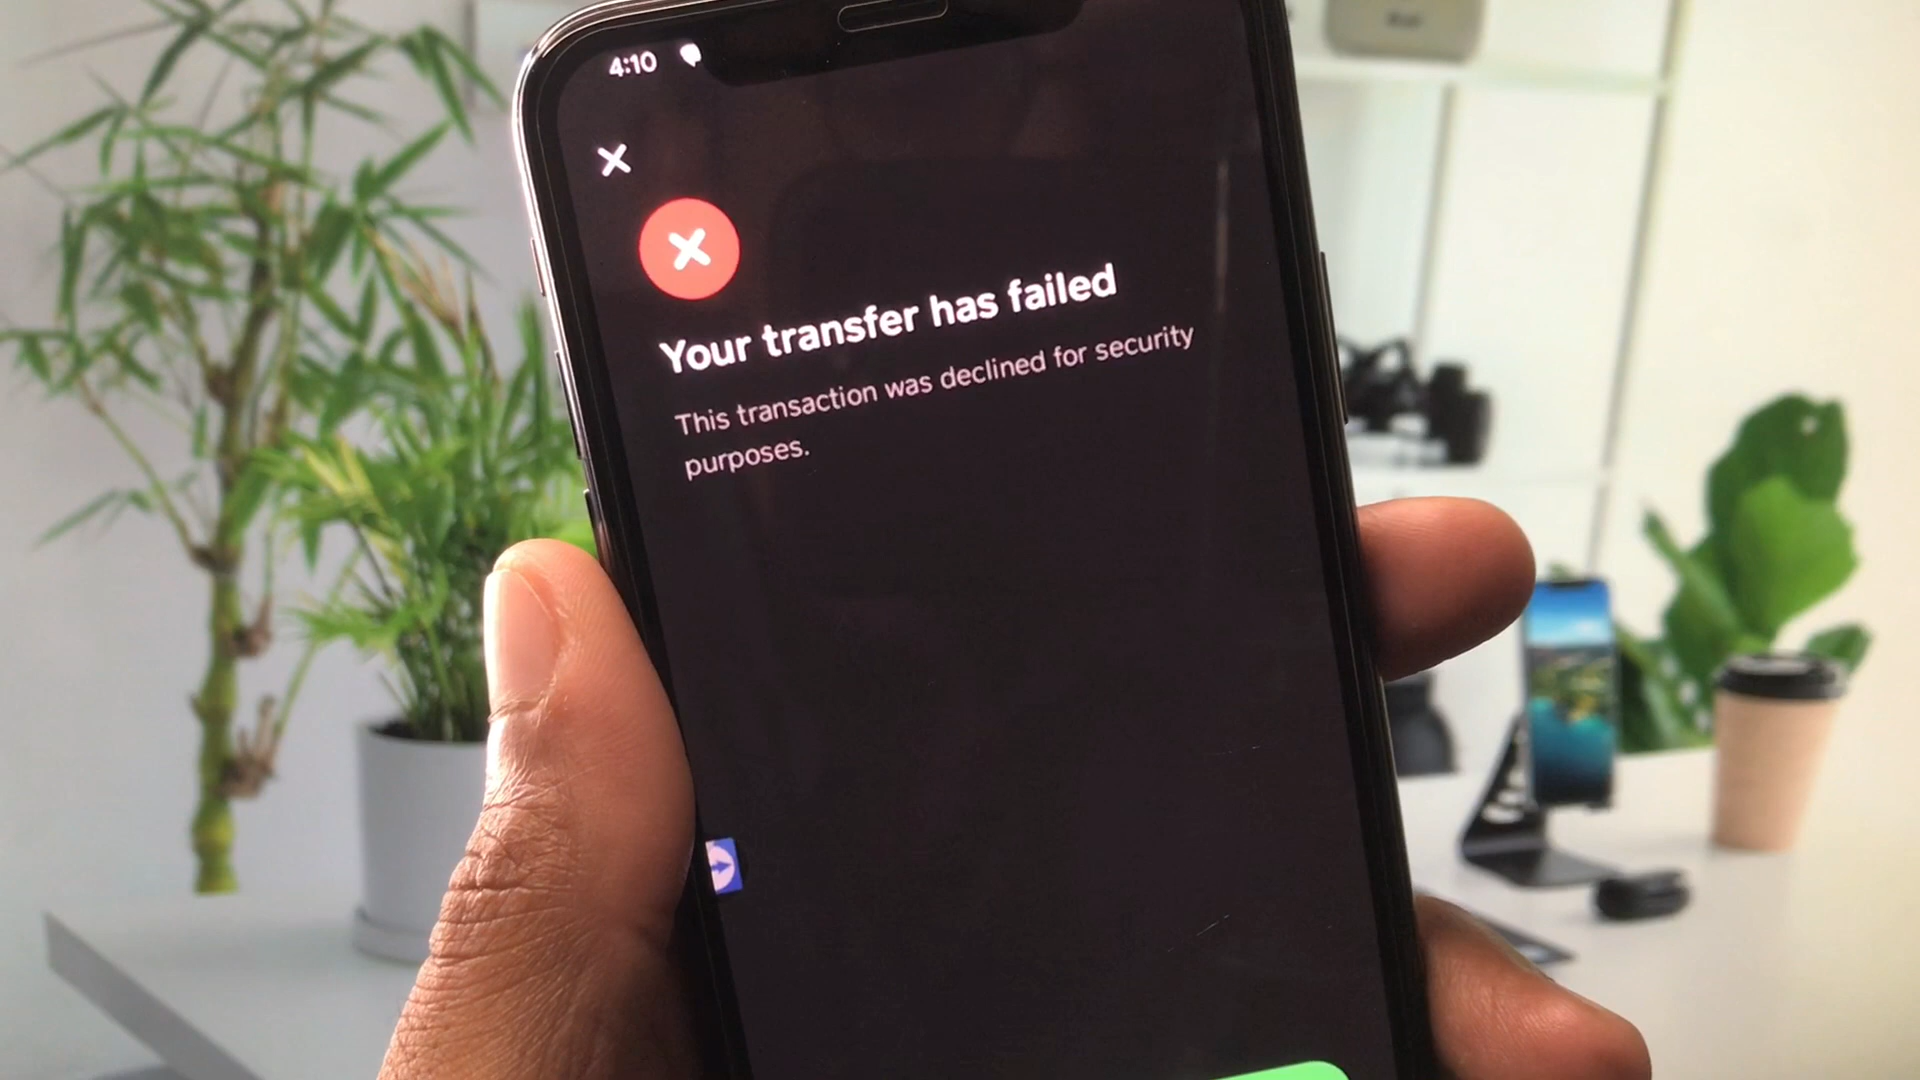 4:10
Your transfer has failed
This transaction was declined for security
purposes.